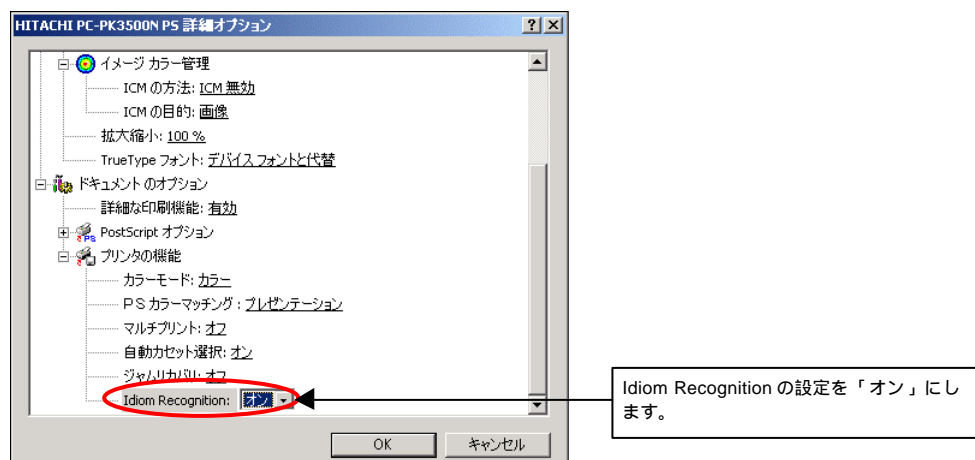 HITACHI PC-PK3500N PS 詳細オプション
イメージ カラー管理
ICM の方法: ICM 無効
ICM の目的: 画像
拡大縮小: 100 %
TrueType フォント: デバイス フォントと代替
ドキュメント のオプション
詳細な印刷機能: 有効
PostScript オプション
プリンタの機能
カラーモード: カラー
PS カラーマッチング : プレゼンテーション
マルチプリント: オフ
自動カセット選択: オン
ジャムリカバリ: オフ
Idiom Recognition: オン
OK キャンセル
Idiom Recognition の設定を「オン」にし
ます。